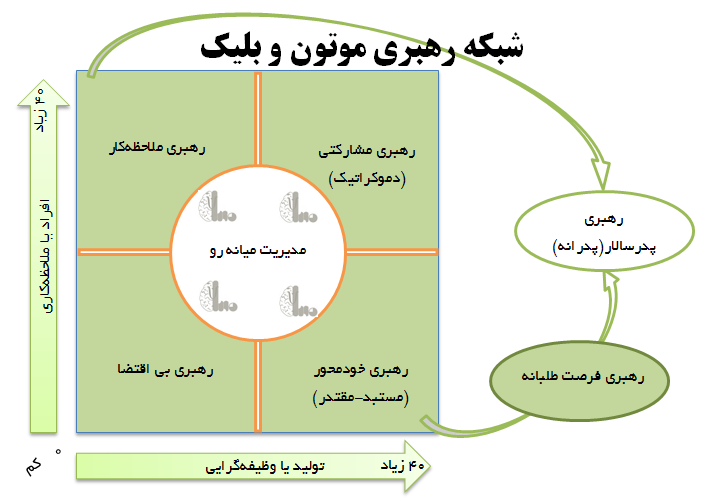 شبکه رهبری موتون و بلیک
۴۰ زیاد
افراد یا ملاحظه‌کاری
رهبری مشارکتی
(دموکراتیک)
رهبری ملاحظه‌کار
مدیریت میانه رو
رهبری
پدرسالار(پدرانه)
رهبری خودمحور
(مستبد-مقتدر)
رهبری بی اقتضا
رهبری فرصت طلبانه
۰ کم
تولید یا وظیفه‌گرایی
۴۰ زیاد